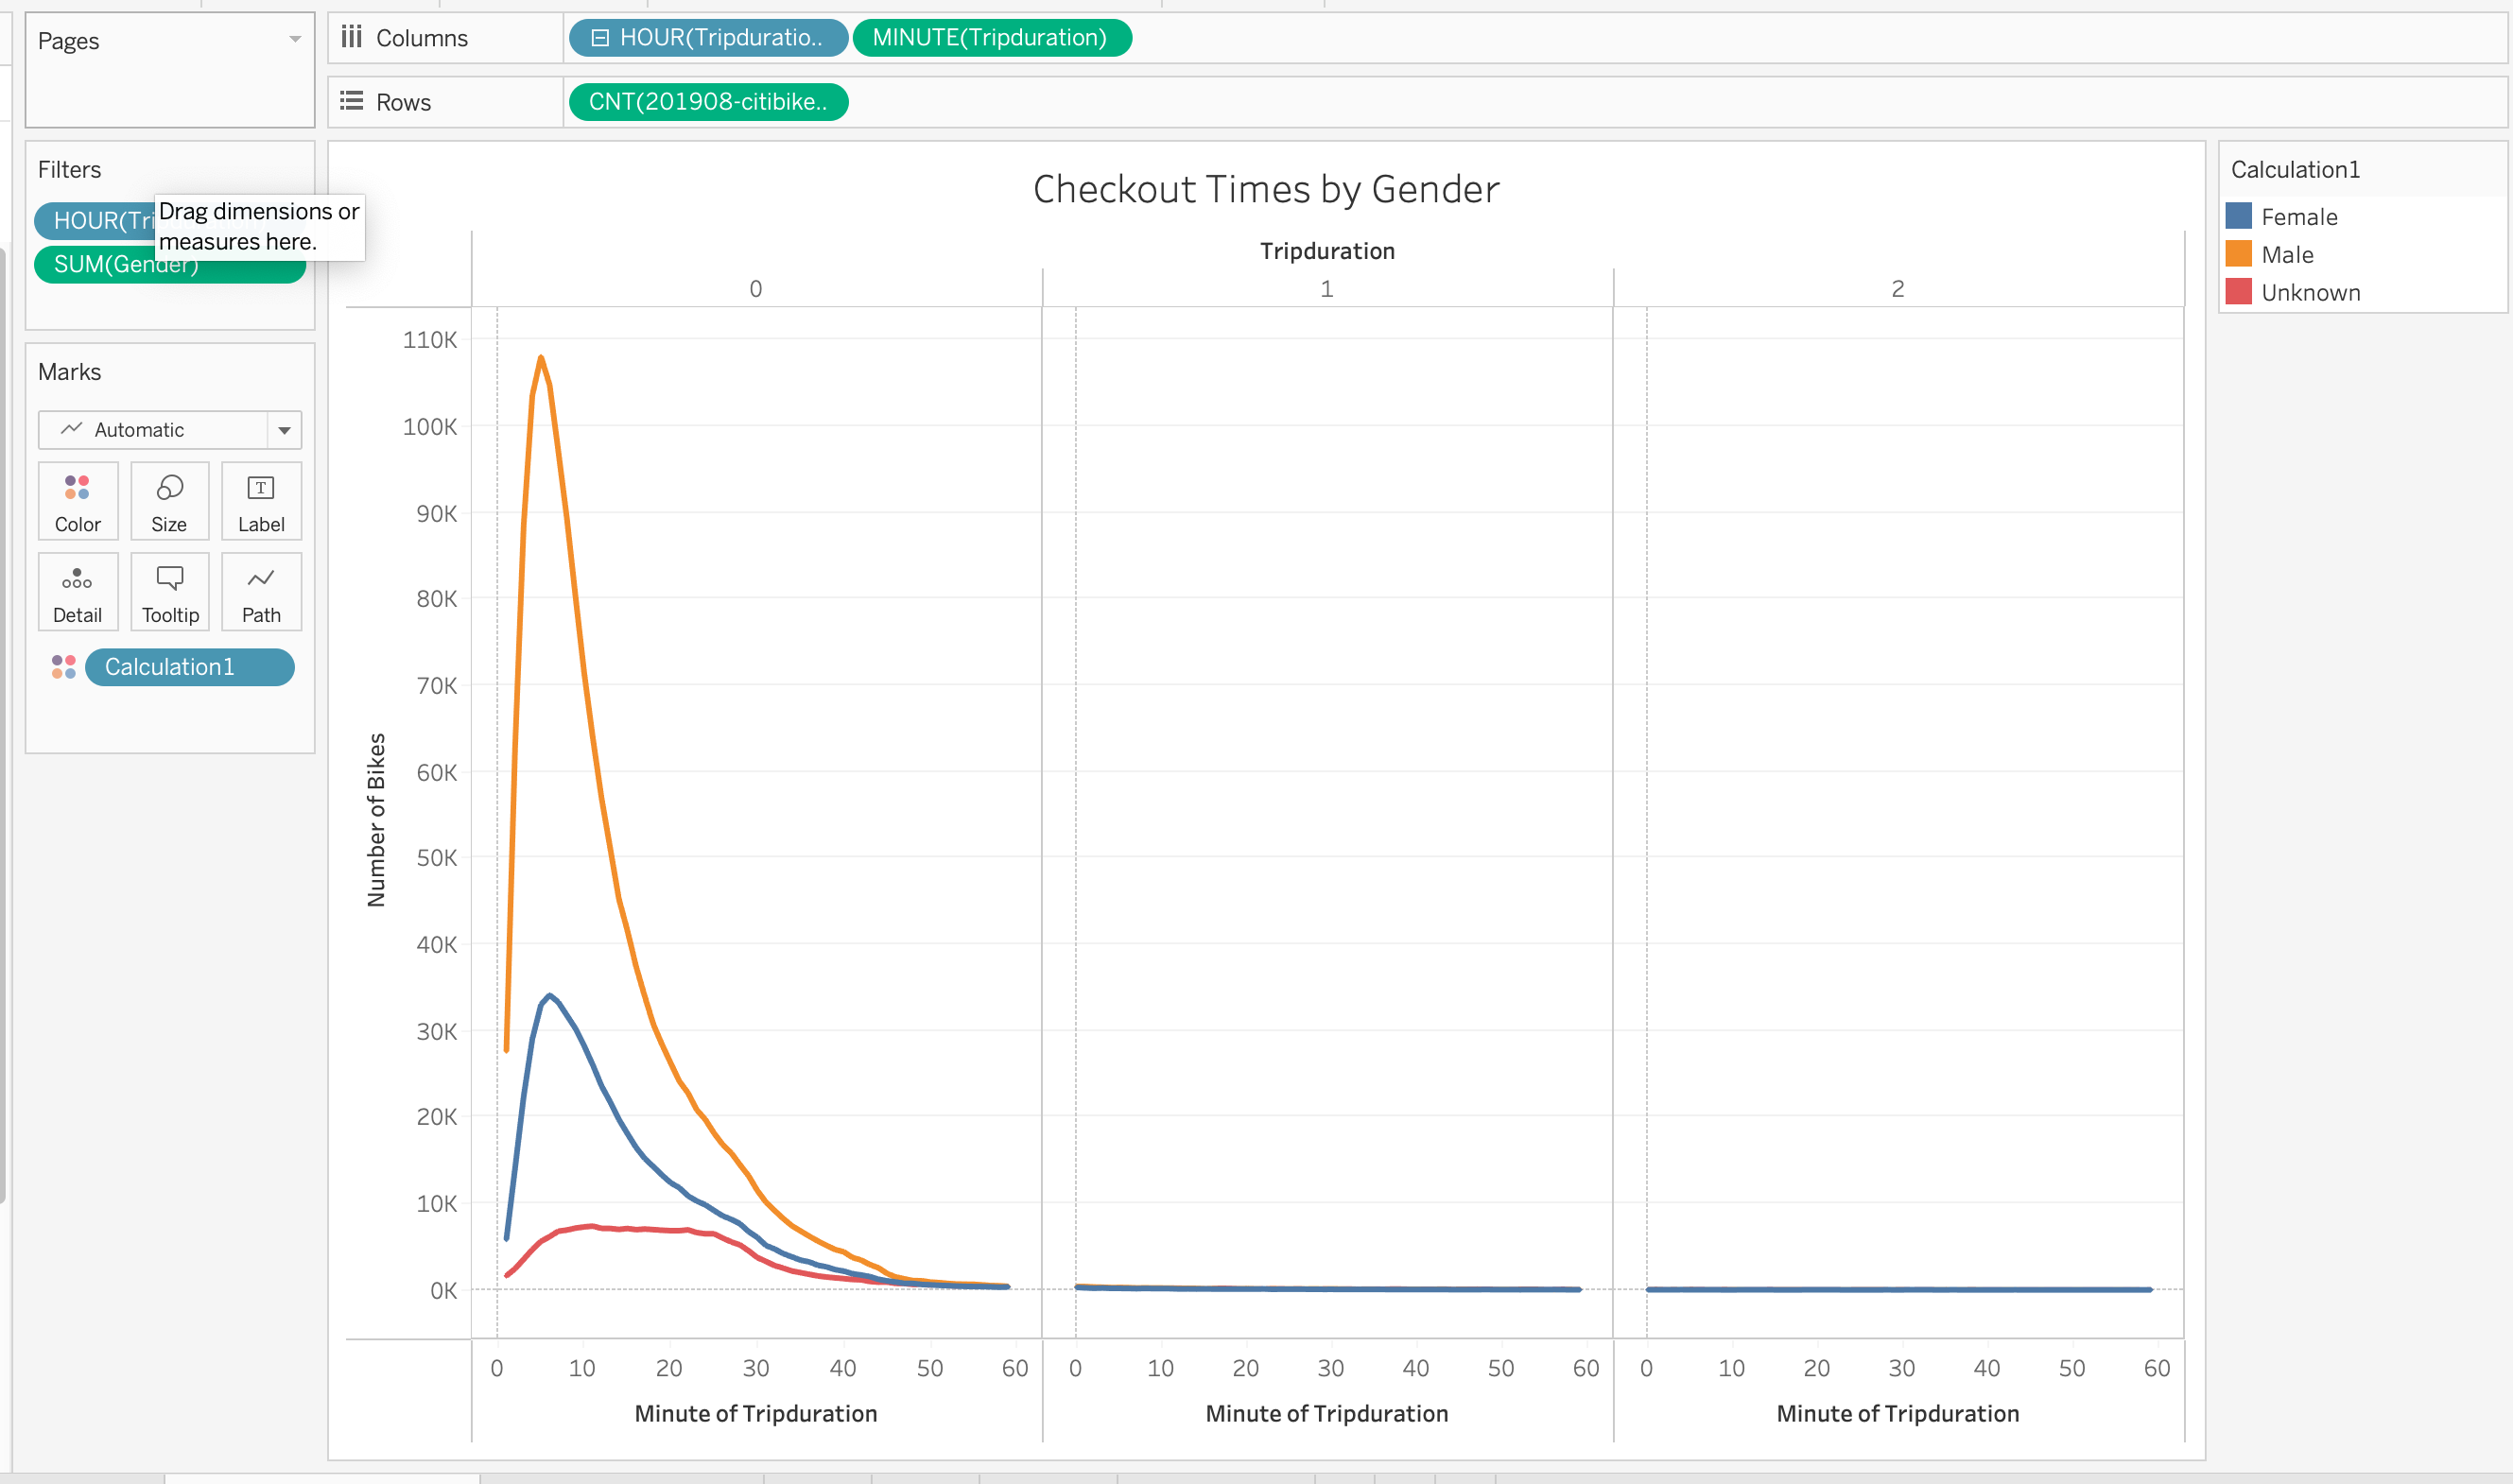 Pages
Columns
HOUR(Tripduratio..
MINUTE(Tripduration)
Rows
CNT(201908-citibike..
Filters
HOUR(Tri
Drag dimensions or
measures here.
SUM(Gender)
Marks
Automatic
Color
Size
Label
Detail
Tooltip
Path
Calculation1
Checkout Times by Gender
Tripduration
0 1 2
110K
100K
90K
80K
70K
60K
50K
40K
30K
20K
10K
0K
Number of Bikes
0 10 20 30 40 50 60 0 10 20 30 40 50 60 0 10 20 30 40 50 60
Minute of Tripduration Minute of Tripduration Minute of Tripduration
Calculation1
Female
Male
Unknown